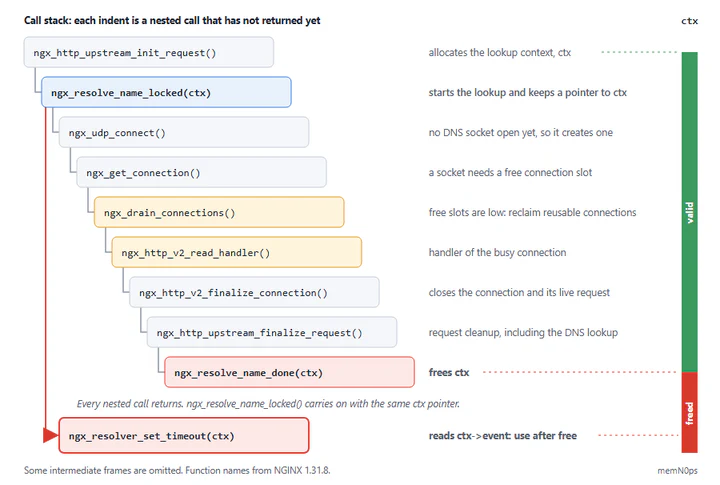 Call stack: each indent is a nested call that has not returned yet
ctx
ngx_http_upstream_init_request()
allocates the lookup context, ctx
ngx_resolve_name_locked(ctx)
starts the lookup and keeps a pointer to ctx
ngx_udp_connect()
no DNS socket open yet, so it creates one
ngx_get_connection()
a socket needs a free connection slot
ngx_drain_connections()
free slots are low: reclaim reusable connections
valid
ngx_http_v2_read_handler()
handler of the busy connection
ngx_http_v2_finalize_connection()
closes the connection and its live request
ngx_http_upstream_finalize_request()
request cleanup, including the DNS lookup
ngx_resolve_name_done(ctx)
frees ctx
Every nested call returns. ngx_resolve_name_locked() carries on with the same ctx pointer.
freed
ngx_resolver_set_timeout(ctx)
reads ctx->event: use after free
Some intermediate frames are omitted. Function names from NGINX 1.31.8.
memN0ps